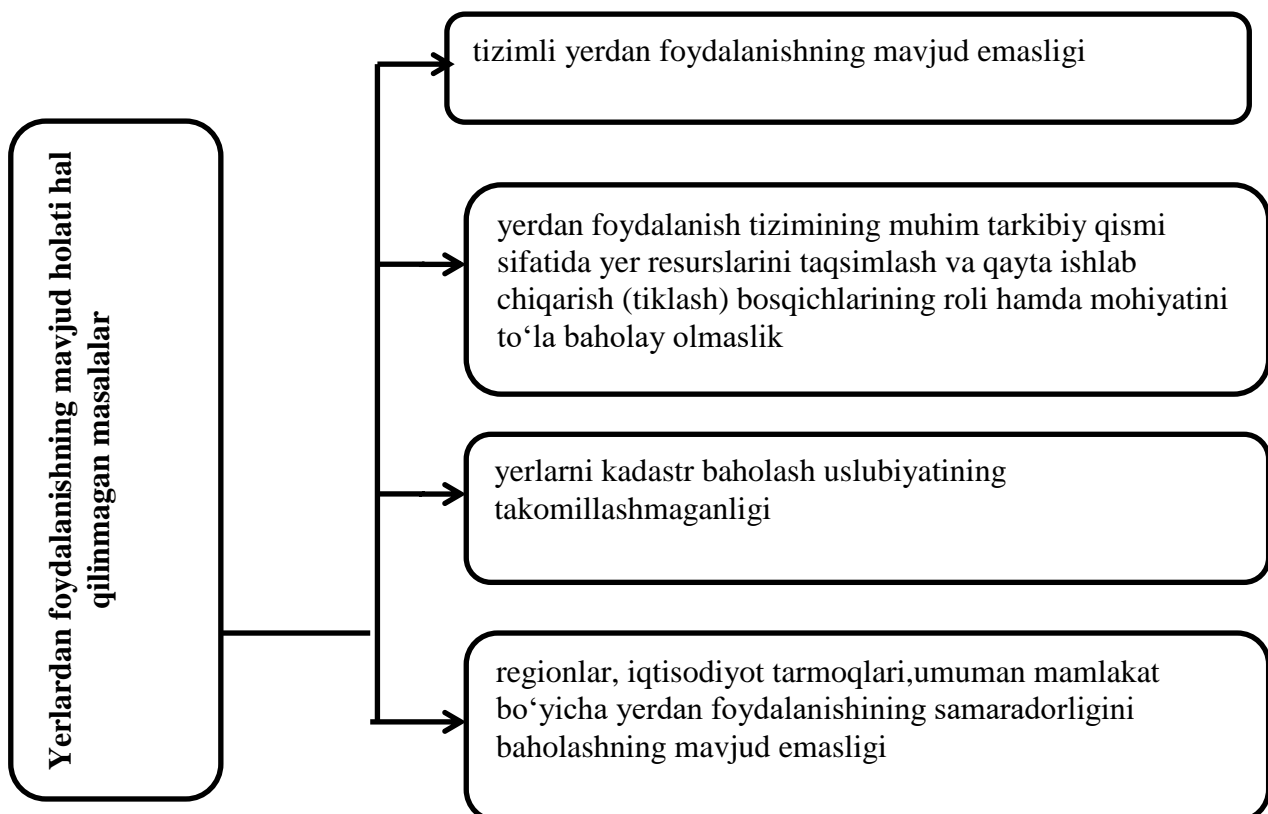 Yerlardan foydalanishning mavjud holati hal
qilinmagan masalalar
tizimli yerdan foydalanishning mavjud emasligi
yerdan foydalanish tizimining muhim tarkibiy qismi
sifatida yer resurslarini taqsimlash va qayta ishlab
chiqarish (tiklash) bosqichlarining roli hamda mohiyatini
to‘la baholay olmaslik
yerlarni kadastr baholash uslubiyatining
takomillashmaganligi
regionlar, iqtisodiyot tarmoqlari,umuman mamlakat
bo‘yicha yerdan foydalanishining samaradorligini
baholashning mavjud emasligi